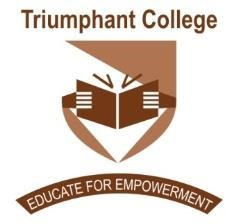 Triumphant College
EDUCATE FOR EMPOWERMENT